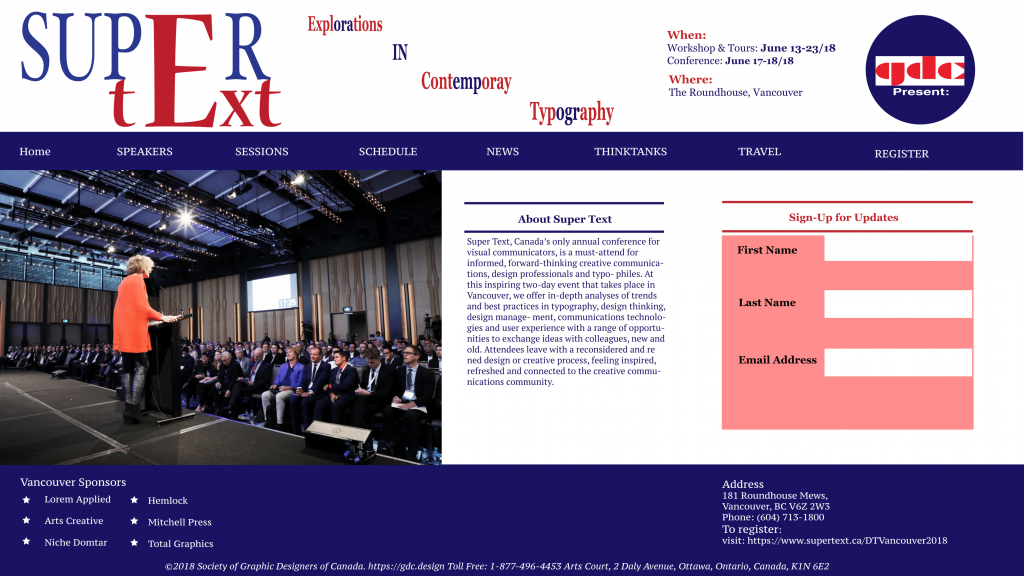 SUPER
tExt
Explorations
IN
Contemporay
Typography
When:
Workshop & Tours: June 13-23/18
Conference: June 17-18/18
Where:
The Roundhouse, Vancouver
gdc
Present:
Home SPEAKERS SESSIONS SCHEDULE NEWS THINKTANKS TRAVEL REGISTER
About Super Text
Super Text, Canada's only annual conference for
visual communicators, is a must-attend for
informed, forward-thinking creative communica-
tions, design professionals and typo- philes. At
this inspiring two-day event that takes place in
Vancouver, we offer in-depth analyses of trends
and best practices in typography, design thinking,
design manage- ment, communications technolo-
gies and user experience with a range of opportu-
nities to exchange ideas with colleagues, new and
old. Attendees leave with a reconsidered and re
ned design or creative process, feeling inspired,
refreshed and connected to the creative commu-
nications community.
Sign-Up for Updates
First Name
Last Name
Email Address
Vancouver Sponsors
Lorem Applied
Arts Creative
Niche Domtar
Hemlock
Mitchell Press
Total Graphics
Address
181 Roundhouse Mews,
Vancouver, BC V6Z 2W3
Phone: (604) 713-1800
To register:
visit: https://www.supertext.ca/DTVancouver2018
©2018 Society of Graphic Designers of Canada. https://gdc.design Toll Free: 1-877-496-4453 Arts Court, 2 Daly Avenue, Ottawa, Ontario, Canada, K1N 6E2